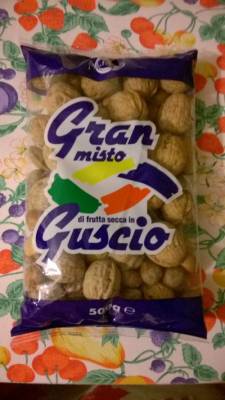 Gran
misto
di frutta secca in
Guscio
500g e